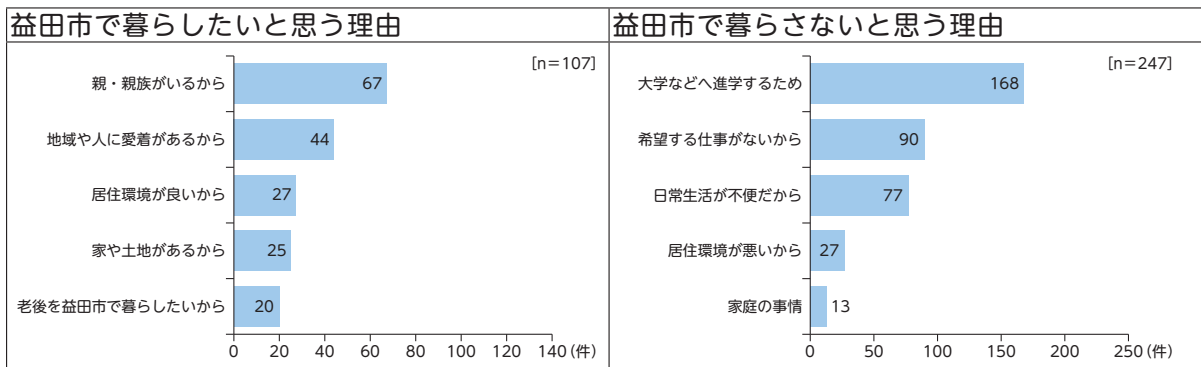 益田市で暮らしたいと思う理由
[n＝107]
親・親族がいるから
67
地域や人に愛着があるから
44
居住環境が良いから
27
家や土地があるから
25
老後を益田市で暮らしたいから
20
0 20 40 60 80 100 120 140 (件)
益田市で暮らさないと思う理由
[n＝247]
大学などへ進学するため
168
希望する仕事がないから
90
日常生活が不便だから
77
居住環境が悪いから
27
家庭の事情
13
0 50 100 150 200 250 (件)